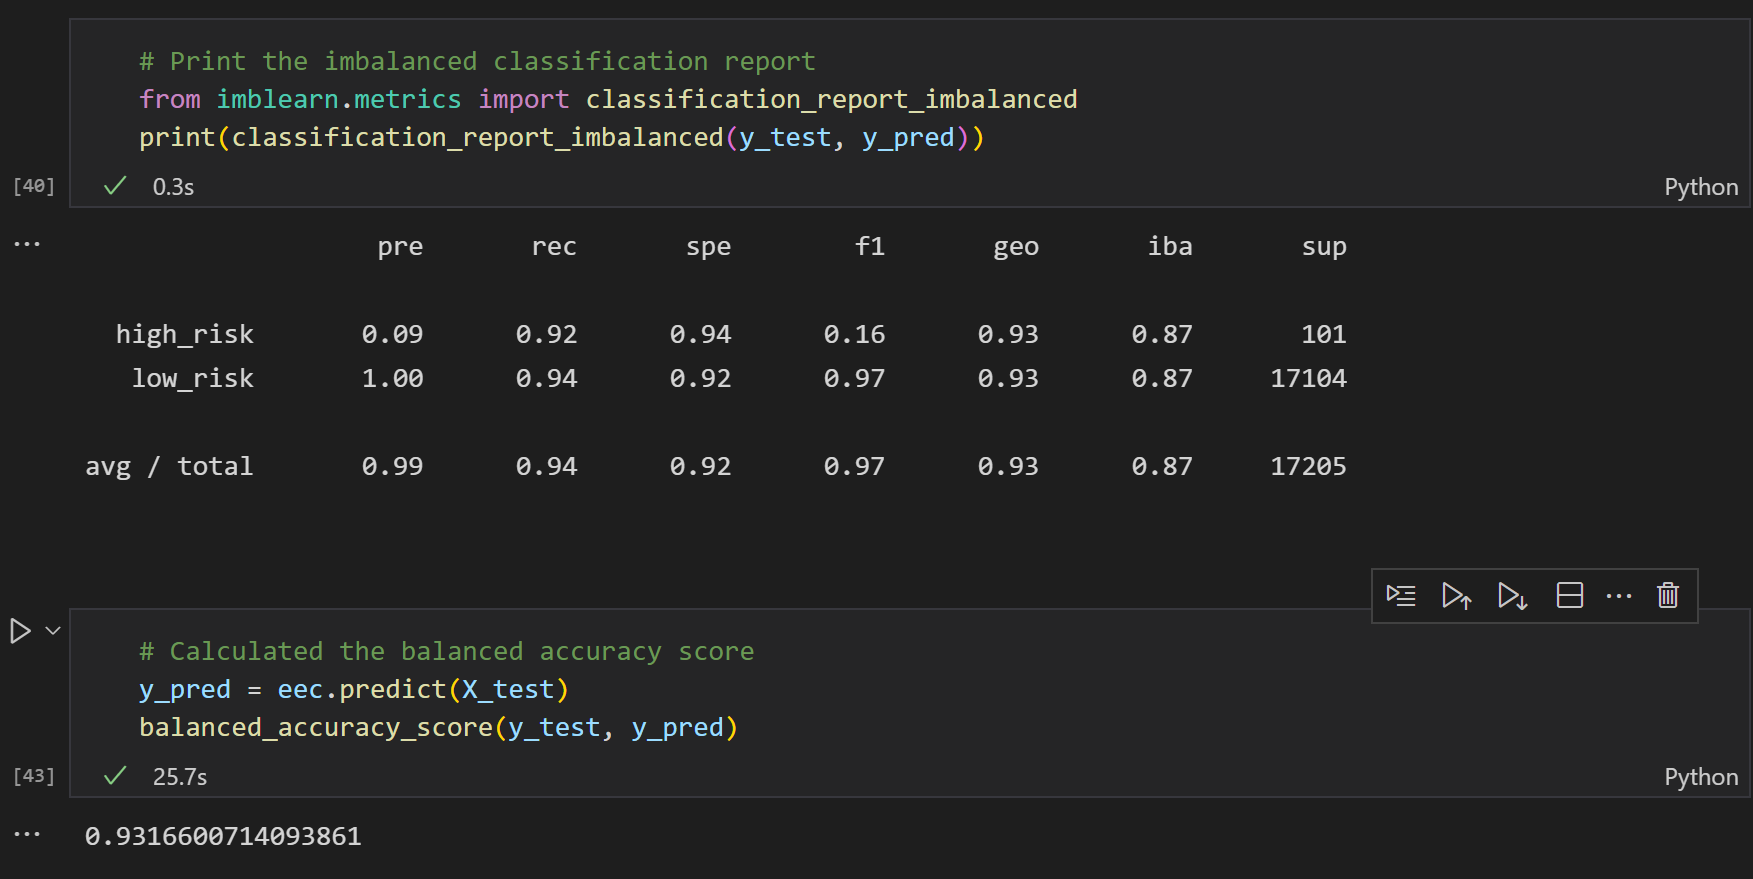 # Print the imbalanced classification report
from imblearn.metrics import classification_report_imbalanced
print(classification_report_imbalanced(y_test, y_pred))
[40] 0.3s Python
... pre rec spe f1 geo iba sup
high_risk 0.09 0.92 0.94 0.16 0.93 0.87 101
low_risk 1.00 0.94 0.92 0.97 0.93 0.87 17104
avg / total 0.99 0.94 0.92 0.97 0.93 0.87 17205
# Calculated the balanced accuracy score
y_pred = eec.predict(X_test)
balanced_accuracy_score(y_test, y_pred)
[43] 25.7s Python
... 0.9316600714093861